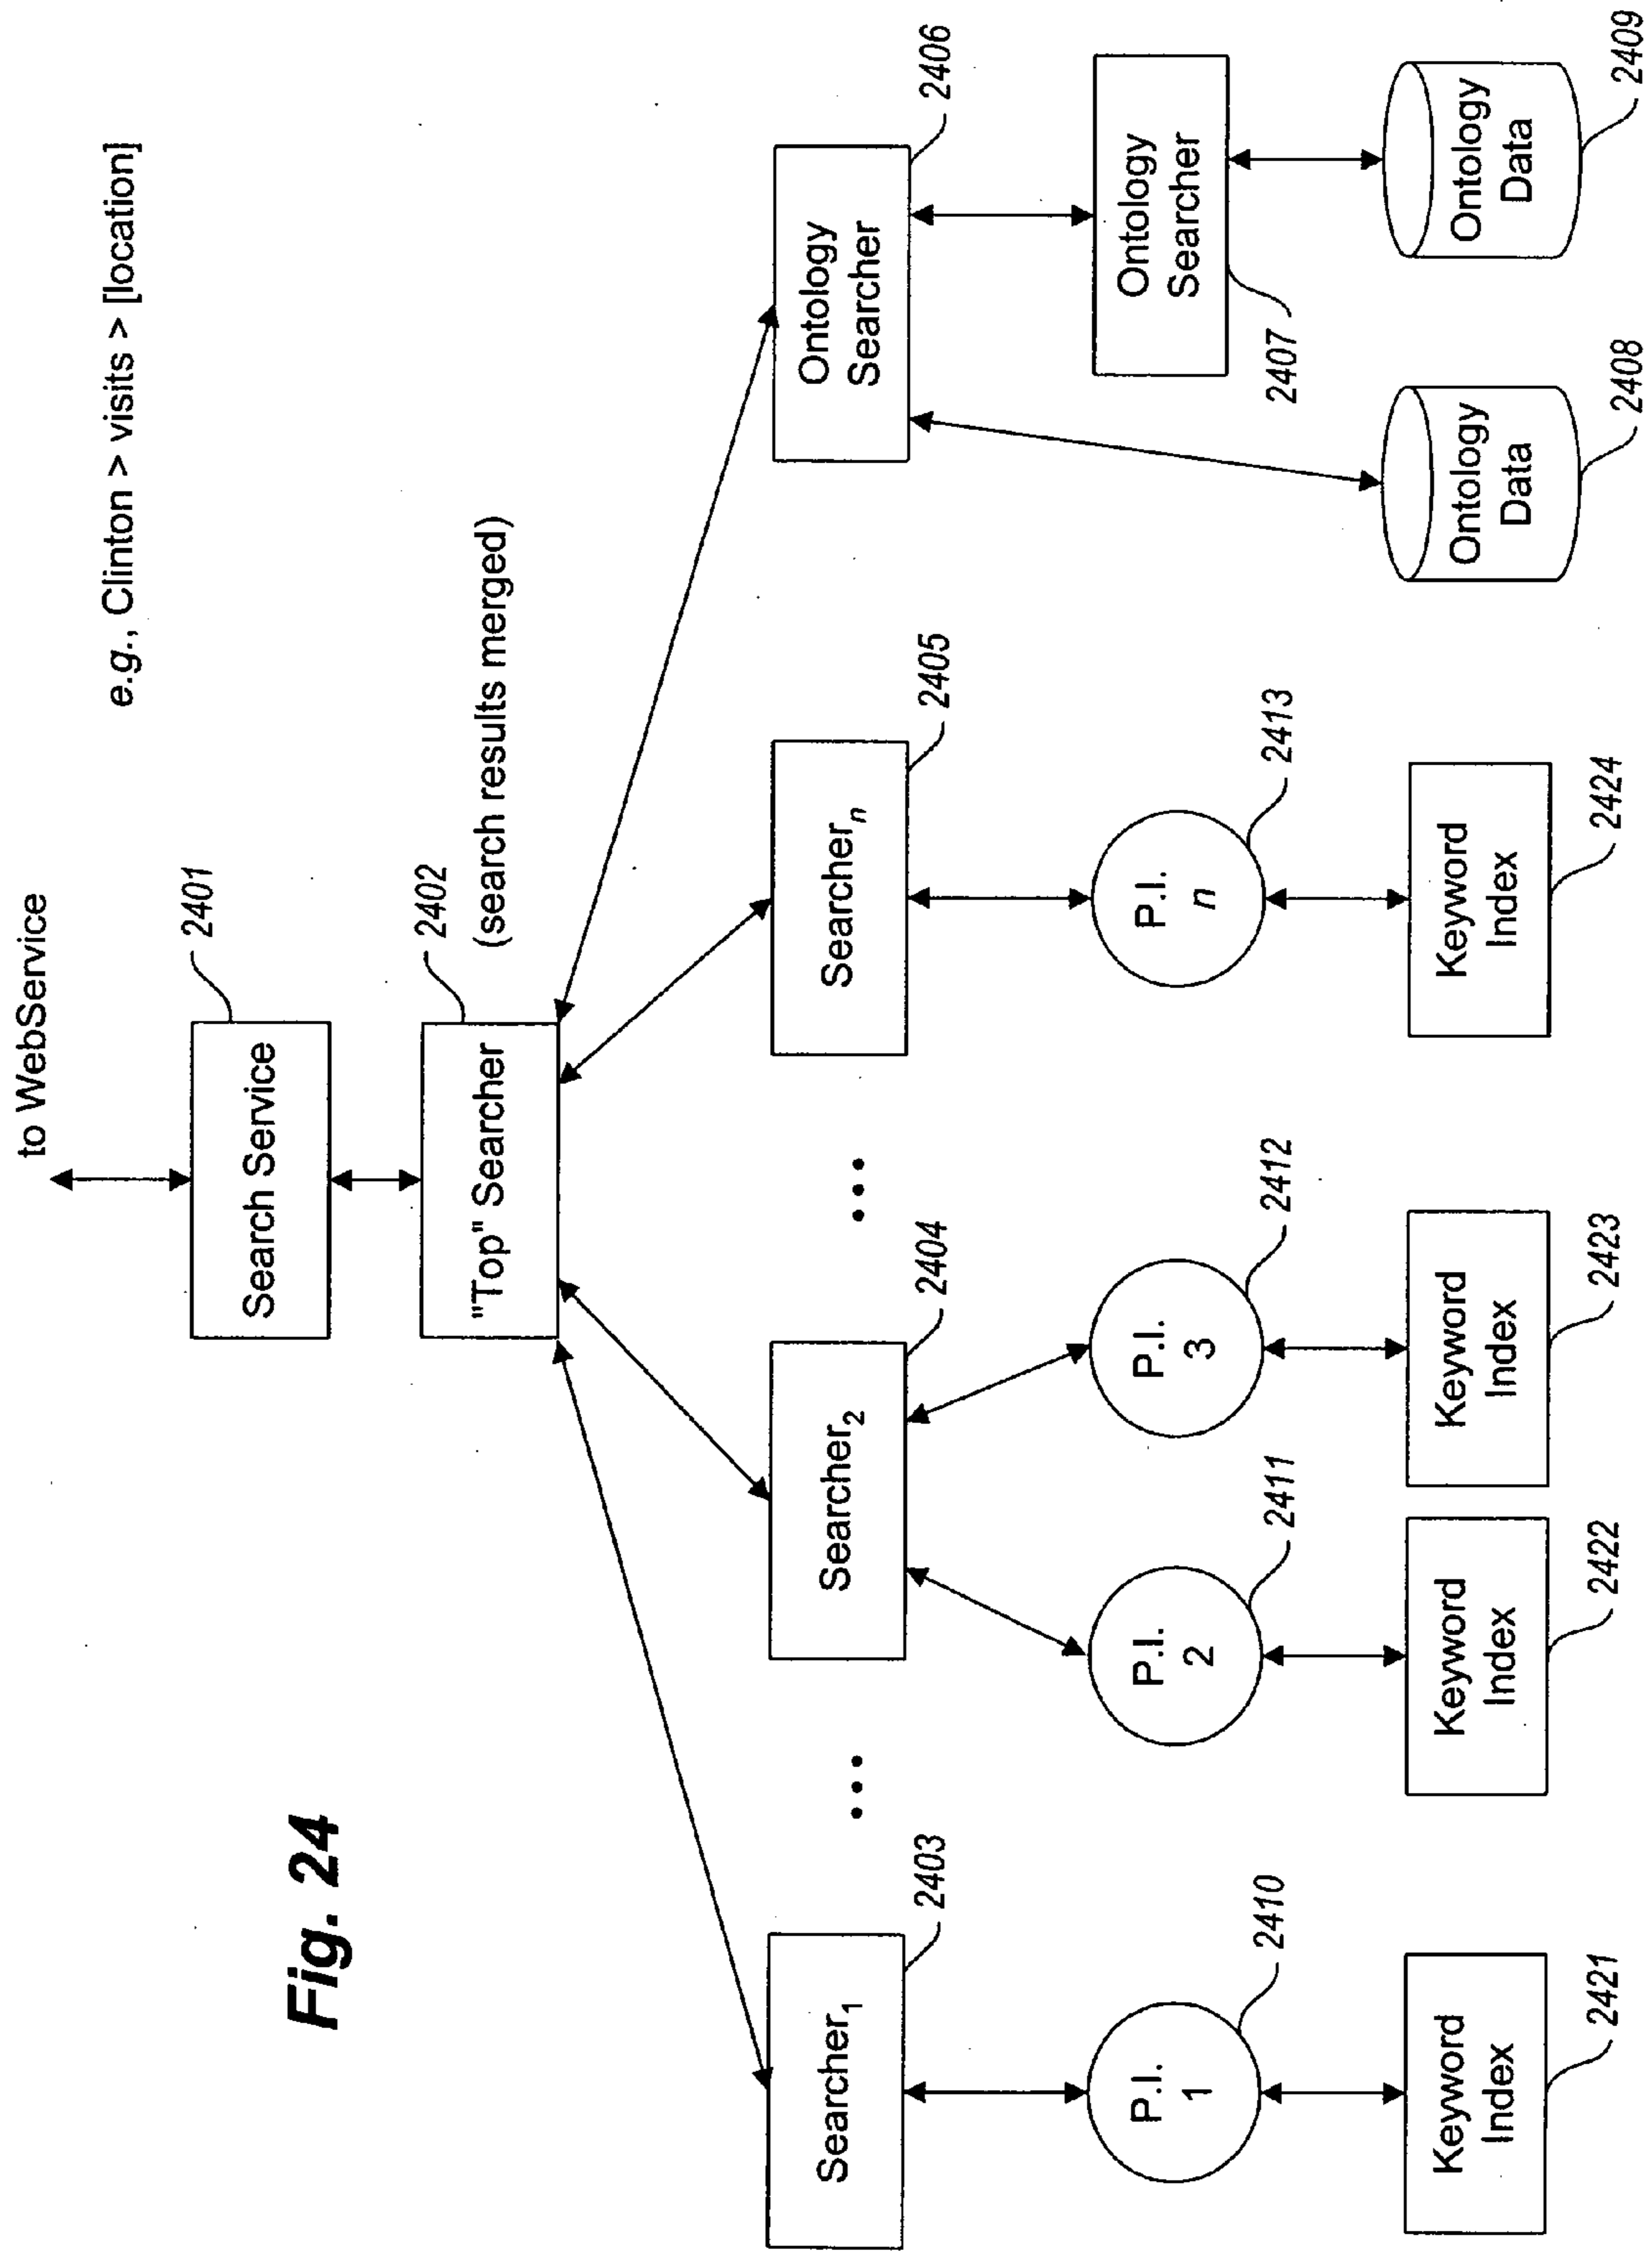 to WebService
e.g., Clinton > visits > [location]
Fig. 24
Search Service
2401
"Top" Searcher
2402
(search results merged)
Searcher1
2403
Searcher2
2404
Searchern
2405
Ontology
Searcher
2406
P.I.
1
2410
P.I.
2
2411
P.I.
3
2412
P.I.
n
2413
Ontology
Searcher
2407
Keyword
Index
2421
Keyword
Index
2422
Keyword
Index
2423
Keyword
Index
2424
Ontology
Data
2408
Ontology
Data
2409